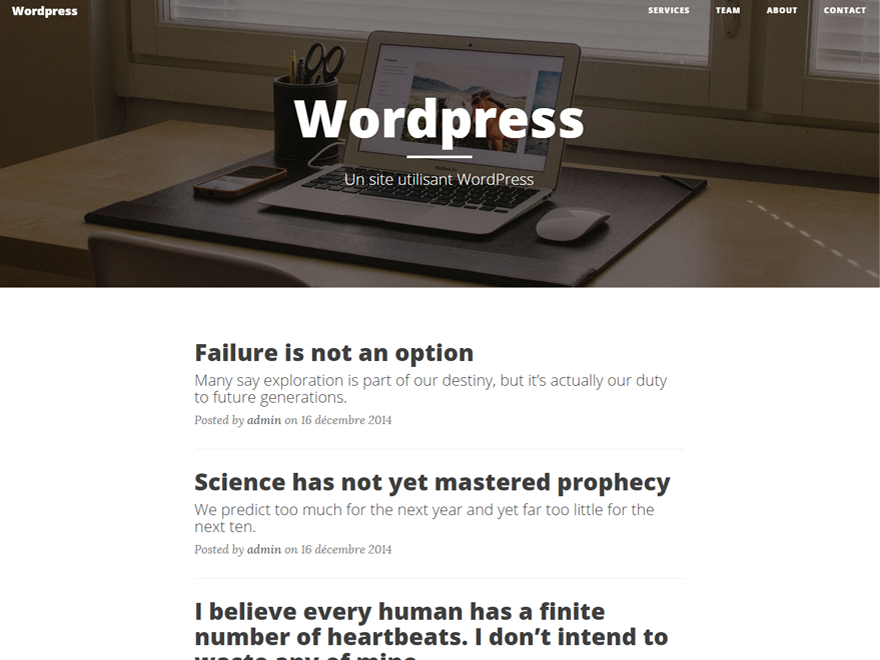 Wordpress
SERVICES TEAM ABOUT CONTACT
Wordpress
Un site utilisant WordPress
Failure is not an option
Many say exploration is part of our destiny, but it’s actually our duty
to future generations.
Posted by admin on 16 décembre 2014
Science has not yet mastered prophecy
We predict too much for the next year and yet far too little for the
next ten.
Posted by admin on 16 décembre 2014
I believe every human has a finite
number of heartbeats. I don’t intend to
waste any of mine